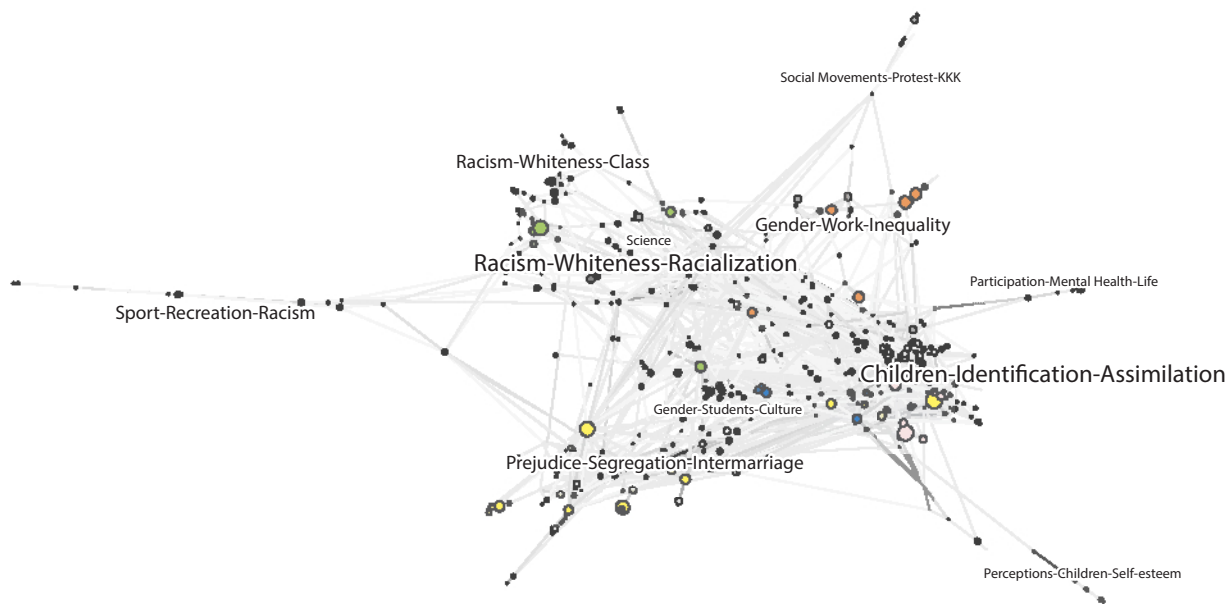 Social Movements-Protest-KKK
Racism-Whiteness-Class
Gender-Work-Inequality
Science
Racism-Whiteness-Racialization
Participation-Mental Health-Life
Sport-Recreation-Racism
Children-Identification-Assimilation
Gender-Students-Culture
Prejudice-Segregation-Intermarriage
Perceptions-Children-Self-esteem